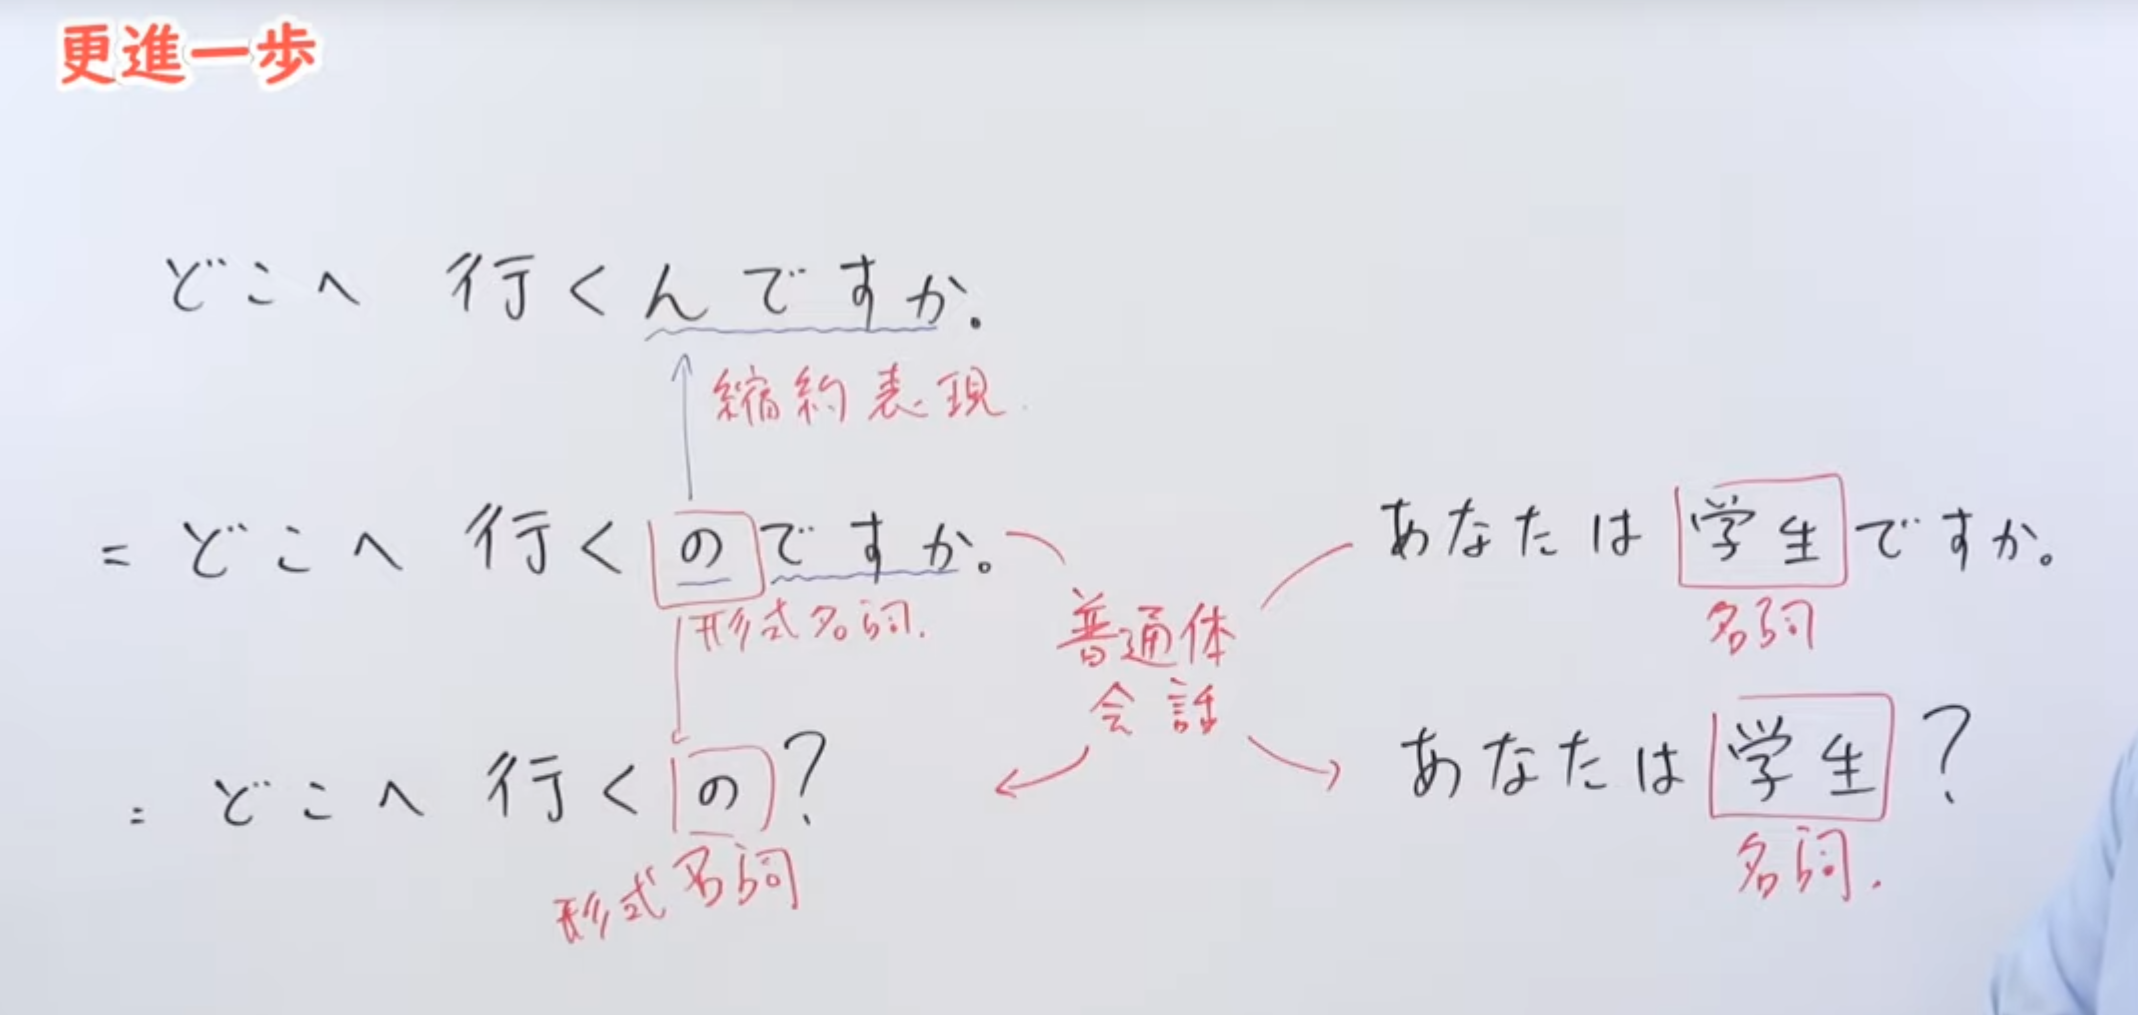 更進一歩
どこへ 行くんですか.
縮約表現.
= どこへ 行くのですか。
あなたは学生ですか。
形式名詞.
名詞
普通体
会話
= どこへ 行くの?
あなたは学生?
形式名詞
名詞.